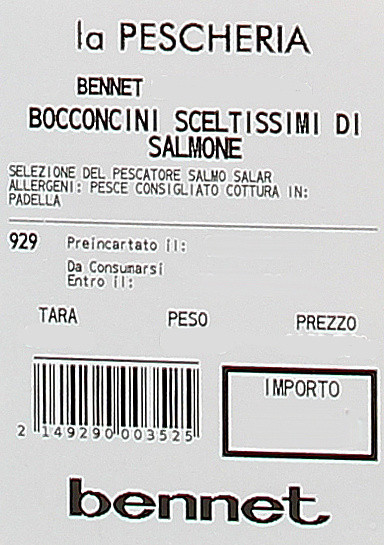 la PESCHERIA
BENNET
BOCCONCINI SCELTISSIMI DI
SALMONE
SELEZIONE DEL PESCATORE SALMO SALAR
ALLERGENI: PESCE CONSIGLIATO COTTURA IN:
PADELLA
929 Preincartato il:
Da Consumarsi
Entro il:
TARA PESO PREZZO
IMPORTO
2 149290 003525
bennet